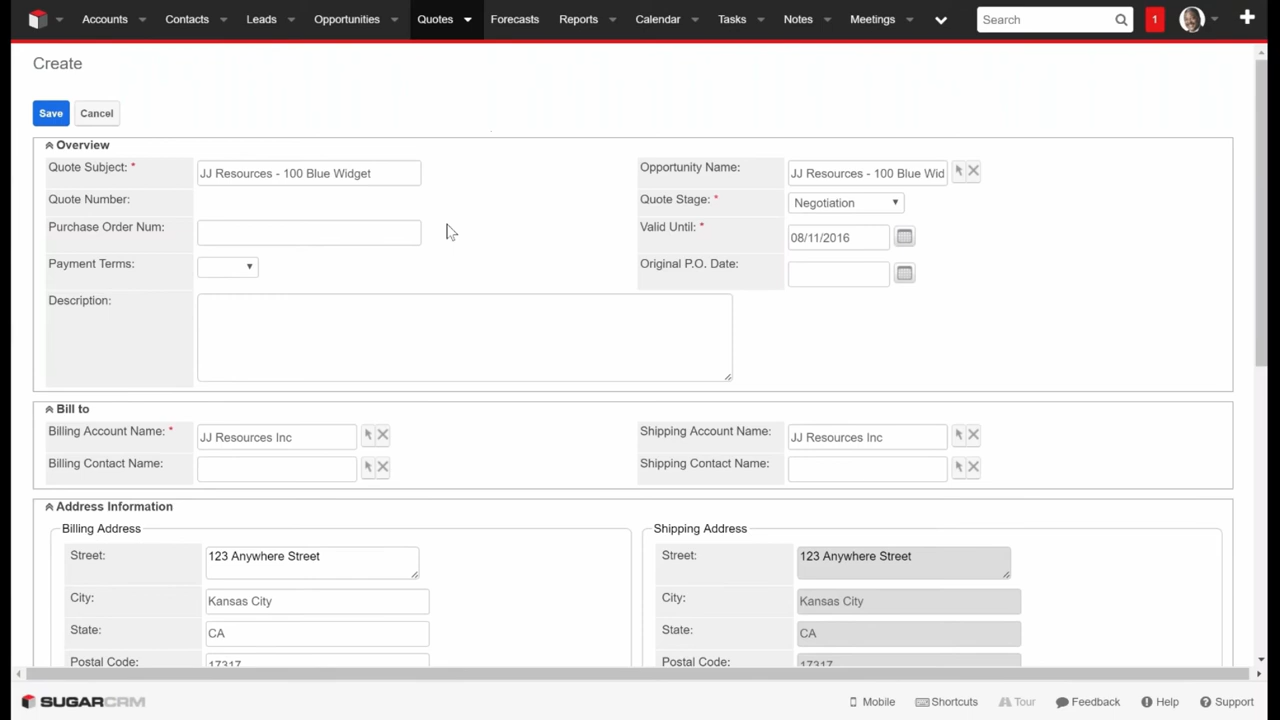 Accounts Contacts Leads Opportunities Quotes Forecasts Reports Calendar Tasks Notes Meetings Search 1
Create
Save Cancel
Overview
Quote Subject: * JJ Resources - 100 Blue Widget Opportunity Name: JJ Resources - 100 Blue Wid
Quote Number: Quote Stage: * Negotiation
Purchase Order Num: Valid Until: * 08/11/2016
Payment Terms: Original P.O. Date:
Description:
Bill to
Billing Account Name: * JJ Resources Inc Shipping Account Name: JJ Resources Inc
Billing Contact Name: Shipping Contact Name:
Address Information
Billing Address Shipping Address
Street: 123 Anywhere Street Street: 123 Anywhere Street
City: Kansas City City: Kansas City
State: CA State: CA
Postal Code: 17317 Postal Code: 17317
SUGARCRM Mobile Shortcuts Tour Feedback Help Support